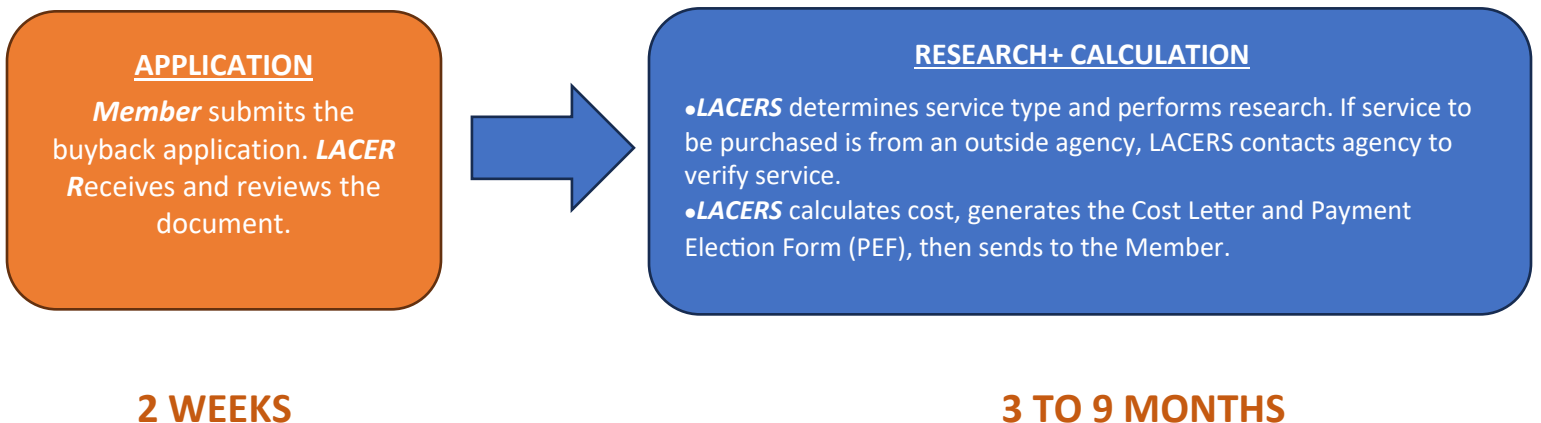 APPLICATION
Member submits the
buyback application. LACER
Receives and reviews the
document.
RESEARCH+ CALCULATION
●LACERS determines service type and performs research. If service to
be purchased is from an outside agency, LACERS contacts agency to
verify service.
●LACERS calculates cost, generates the Cost Letter and Payment
Election Form (PEF), then sends to the Member.
2 WEEKS
3 TO 9 MONTHS